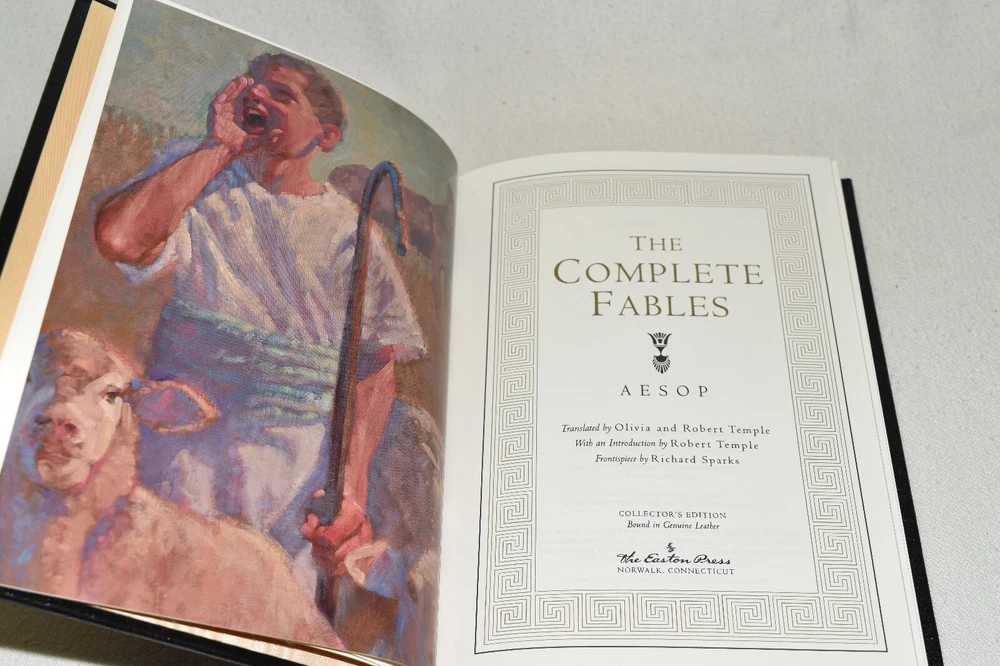 THE
COMPLETE
FABLES
AESOP
Translated by Olivia and Robert Temple
With an Introduction by Robert Temple
Frontispiece by Richard Sparks
COLLECTOR'S EDITION
Bound in Genuine Leather
The Easton Press
NORWALK, CONNECTICUT